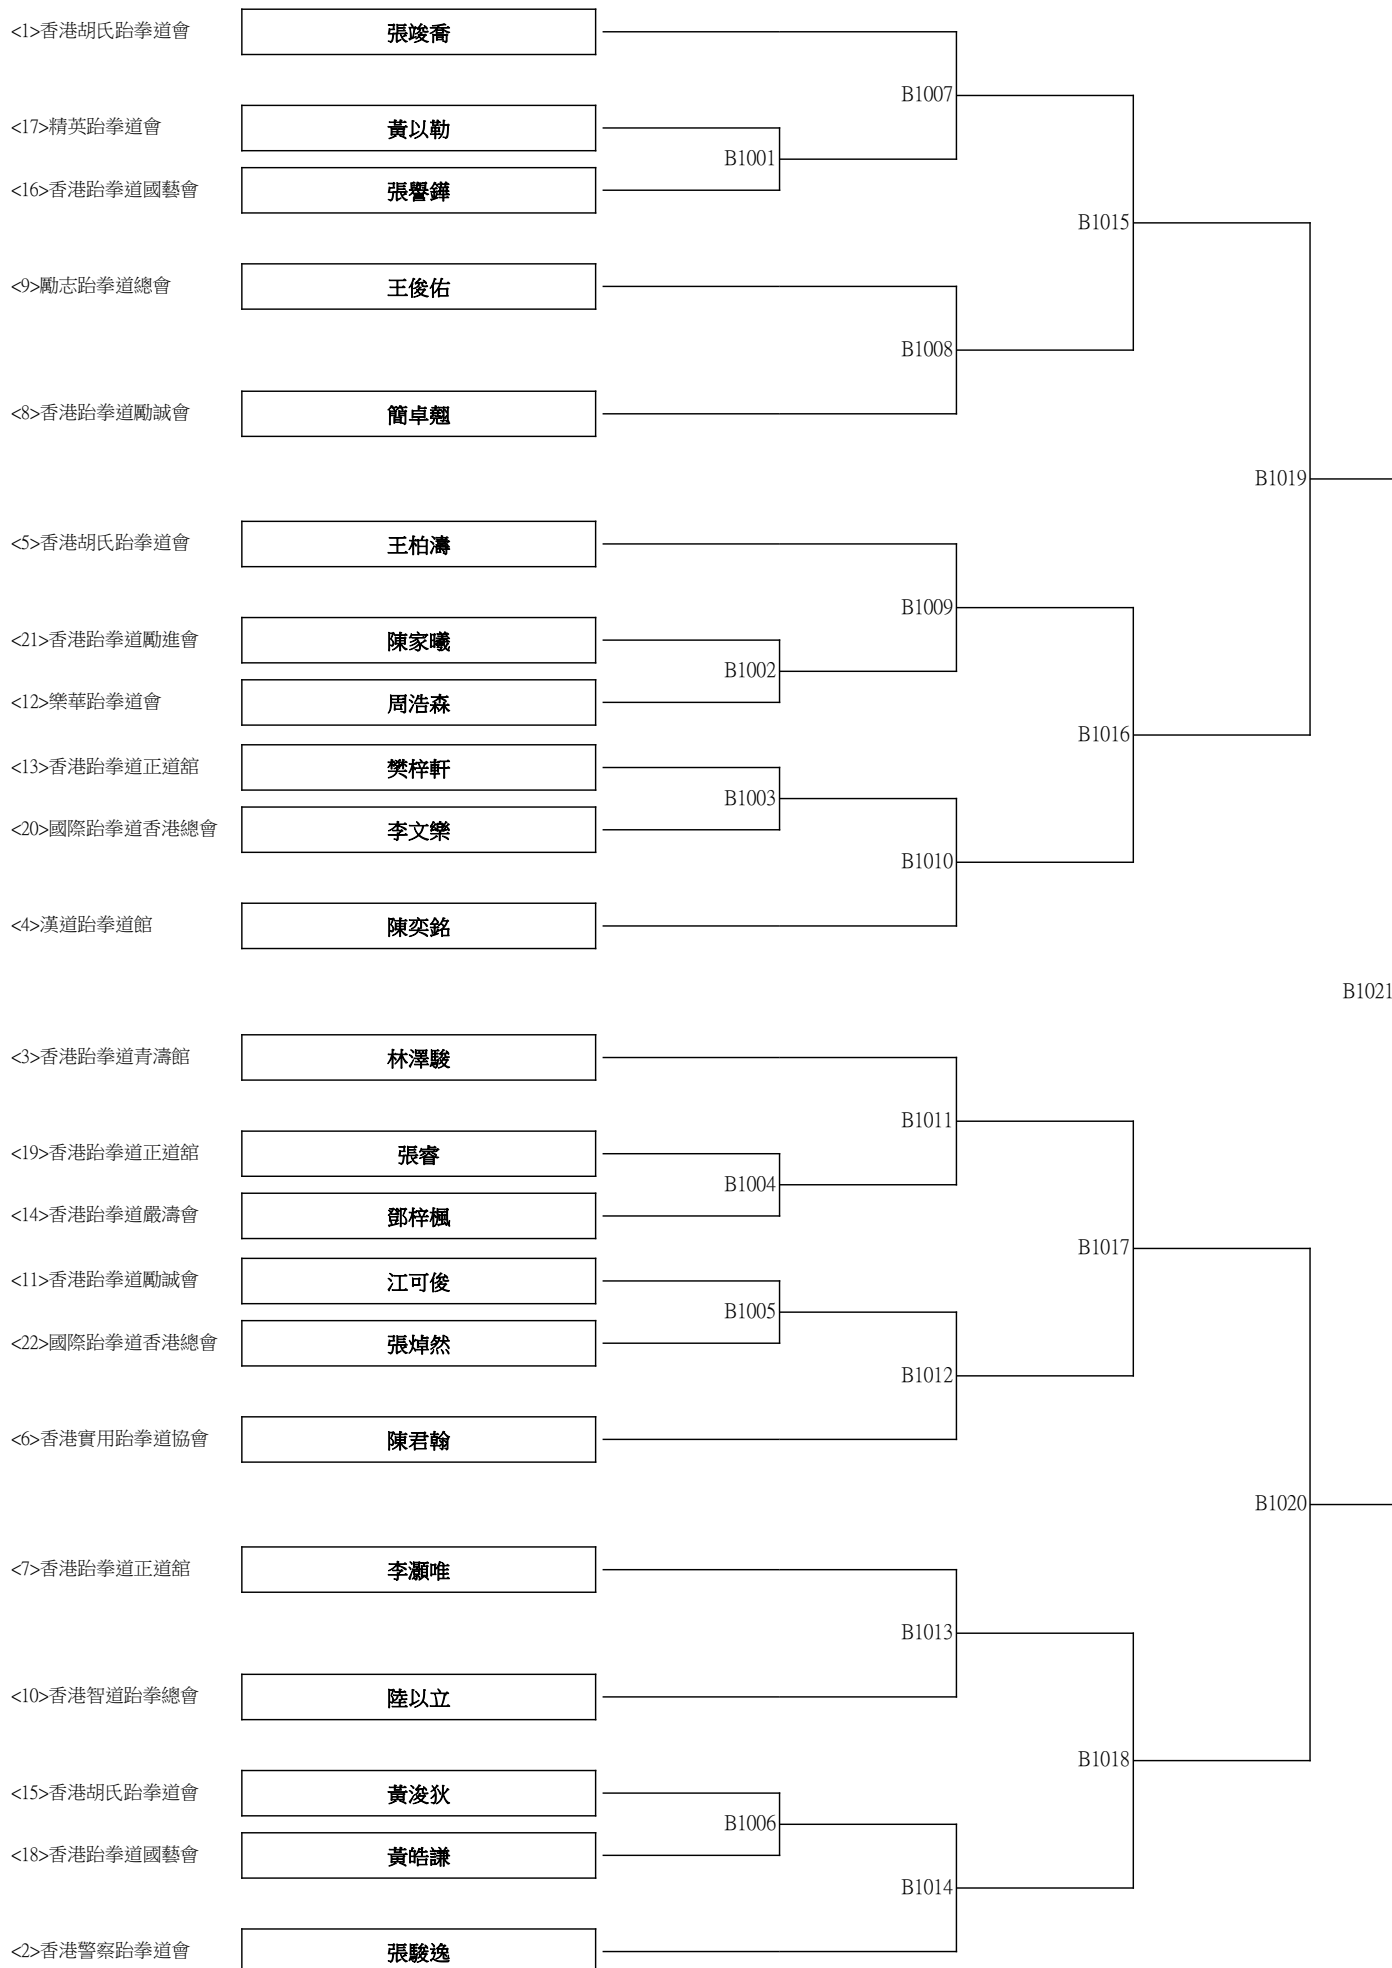 <1>香港胡氏跆拳道會 張竣喬
B1007
<17>精英跆拳道會 黃以勒
B1001
<16>香港跆拳道國藝會 張譽鏵
B1015
<9>勵志跆拳道總會 王俊佑
B1008
<8>香港跆拳道勵誠會 簡卓翹
B1019
<5>香港胡氏跆拳道會 王柏濤
B1009
<21>香港跆拳道勵進會 陳家曦
B1002
<12>樂華跆拳道會 周浩森
B1016
<13>香港跆拳道正道舘 樊梓軒
B1003
<20>國際跆拳道香港總會 李文樂
B1010
<4>漢道跆拳道館 陳奕銘
B1021
<3>香港跆拳道青濤館 林澤駿
B1011
<19>香港跆拳道正道舘 張睿
B1004
<14>香港跆拳道嚴濤會 鄧梓楓
B1017
<11>香港跆拳道勵誠會 江可俊
B1005
<22>國際跆拳道香港總會 張焯然
B1012
<6>香港實用跆拳道協會 陳君翰
B1020
<7>香港跆拳道正道舘 李灝唯
B1013
<10>香港智道跆拳總會 陸以立
B1018
<15>香港胡氏跆拳道會 黃浚狄
B1006
<18>香港跆拳道國藝會 黃皓謙
B1014
<2>香港警察跆拳道會 張駿逸